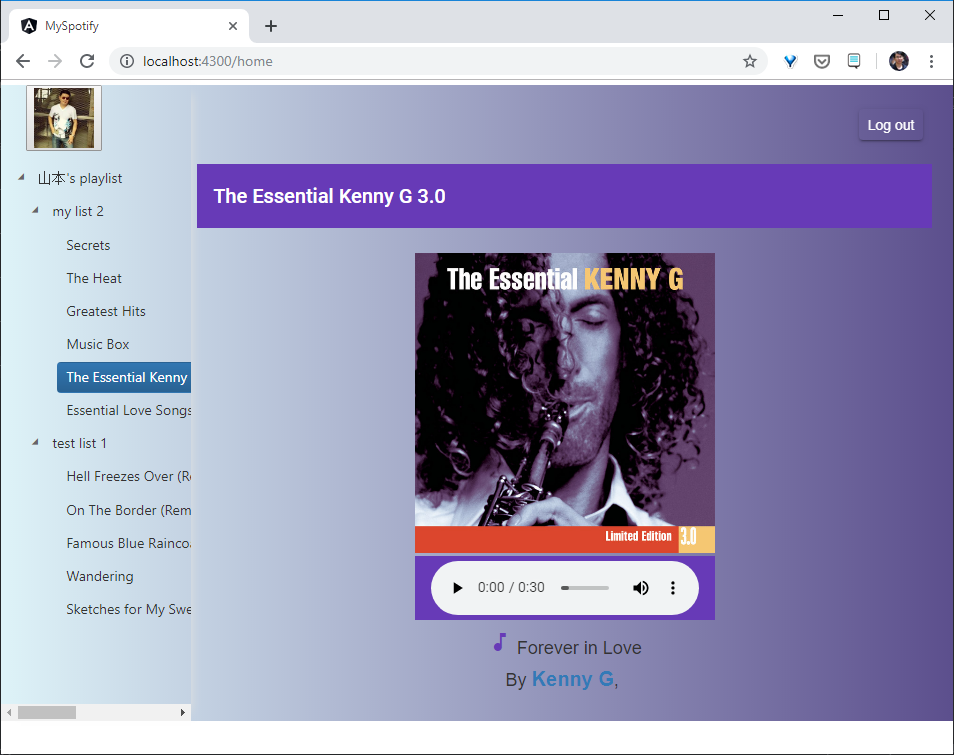 MySpotify
localhost:4300/home
Log out
山本's playlist
my list 2
Secrets
The Heat
Greatest Hits
Music Box
The Essential Kenny
Essential Love Songs
test list 1
Hell Freezes Over (Re
On The Border (Rem
Famous Blue Rainco
Wandering
Sketches for My Swe
The Essential Kenny G 3.0
The Essential KENNY G
Limited Edition 3.0
0:00 / 0:30
Forever in Love
By Kenny G,